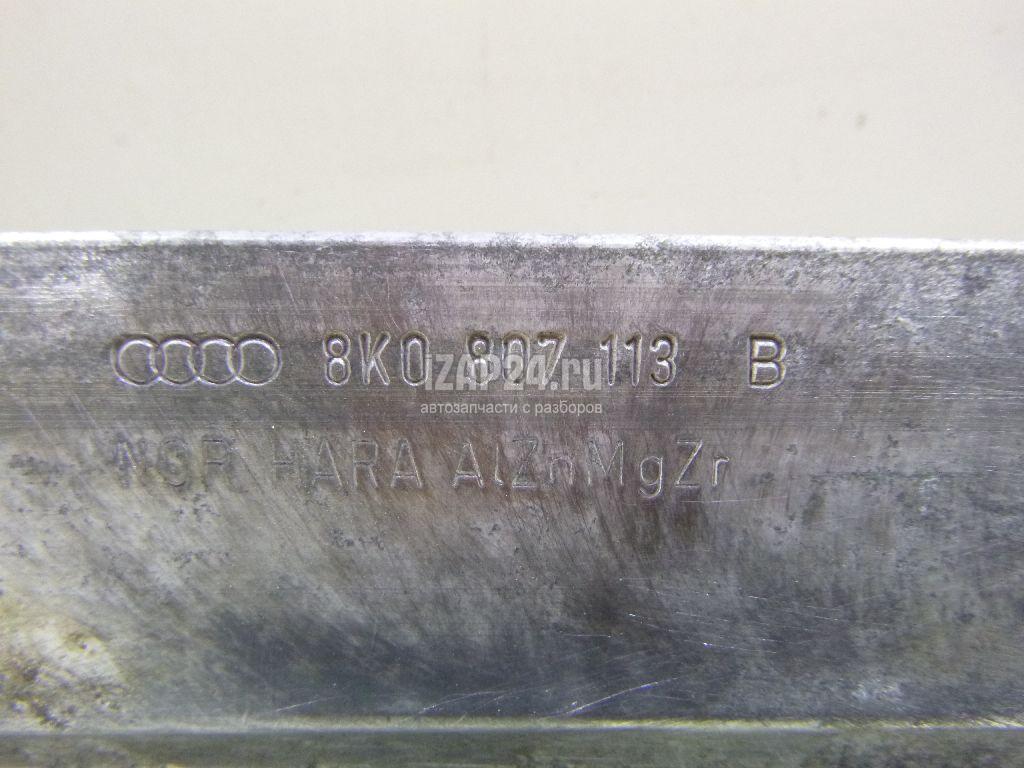 8K0 807 113 B
iZAP24.ru
автозапчасти с разборов
HARA AlZnMgZr